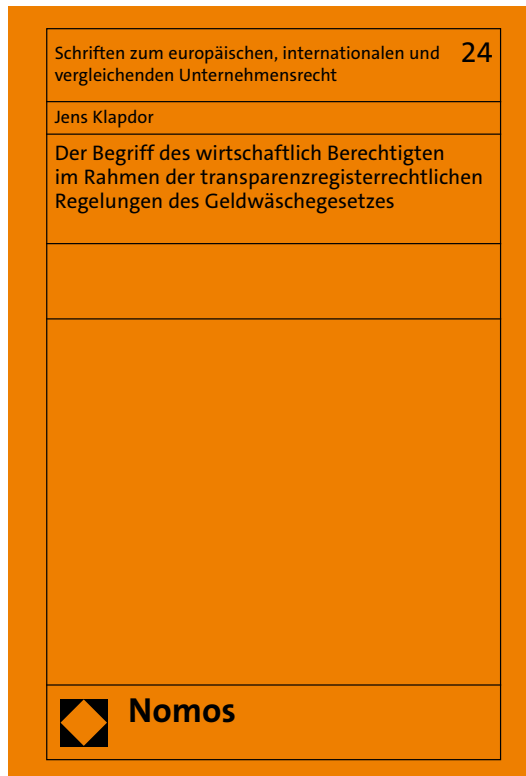 Schriften zum europäischen, internationalen und 24
vergleichenden Unternehmensrecht
Jens Klapdor
Der Begriff des wirtschaftlich Berechtigten
im Rahmen der transparenzregisterrechtlichen
Regelungen des Geldwäschegesetzes
Nomos